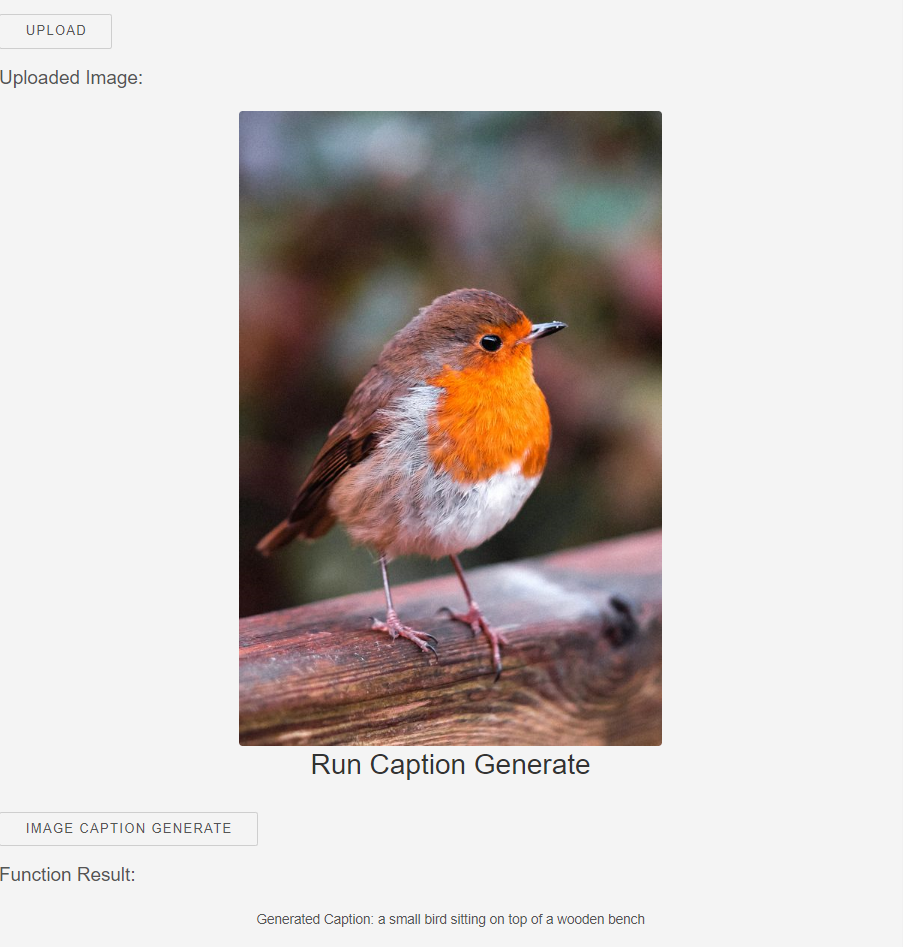 UPLOAD
Uploaded Image:
Run Caption Generate
IMAGE CAPTION GENERATE
Function Result:
Generated Caption: a small bird sitting on top of a wooden bench